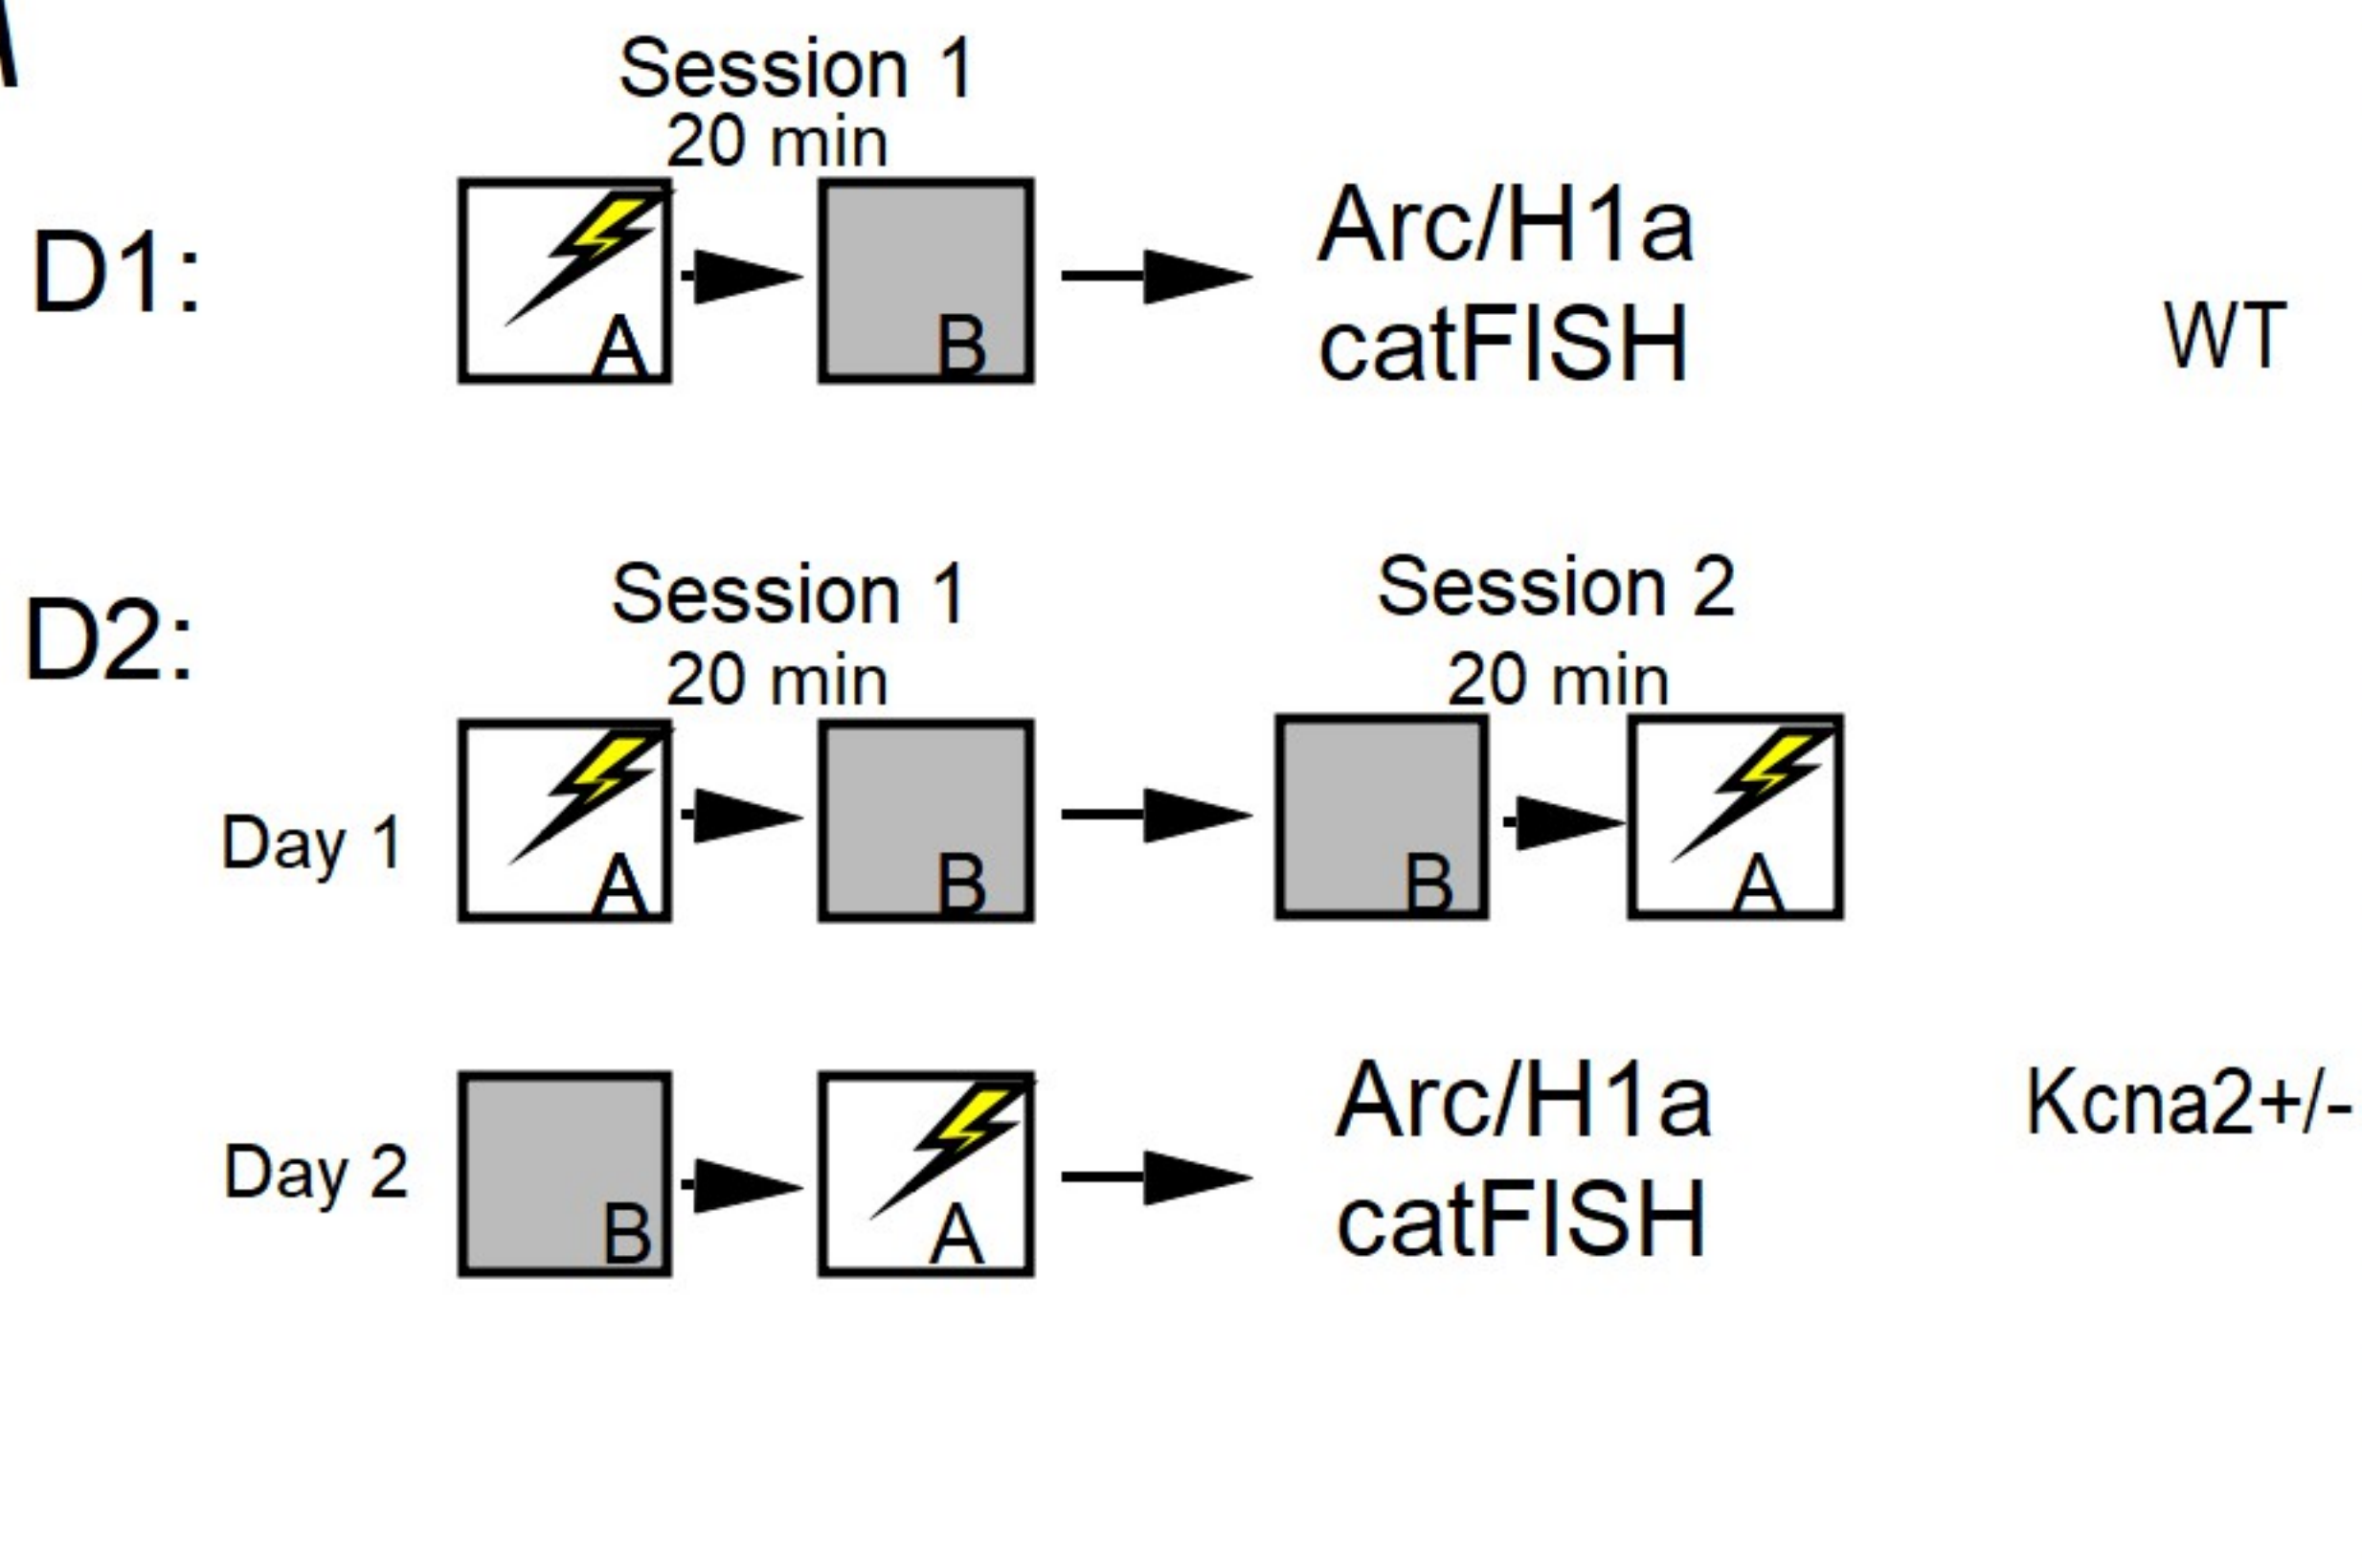 Session 1
20 min
D1:
A
B
Arc/H1a
catFISH
WT
D2:
Session 1
20 min
Session 2
20 min
Day 1
A
B
B
A
Day 2
B
A
Arc/H1a
catFISH
Kcna2+/-